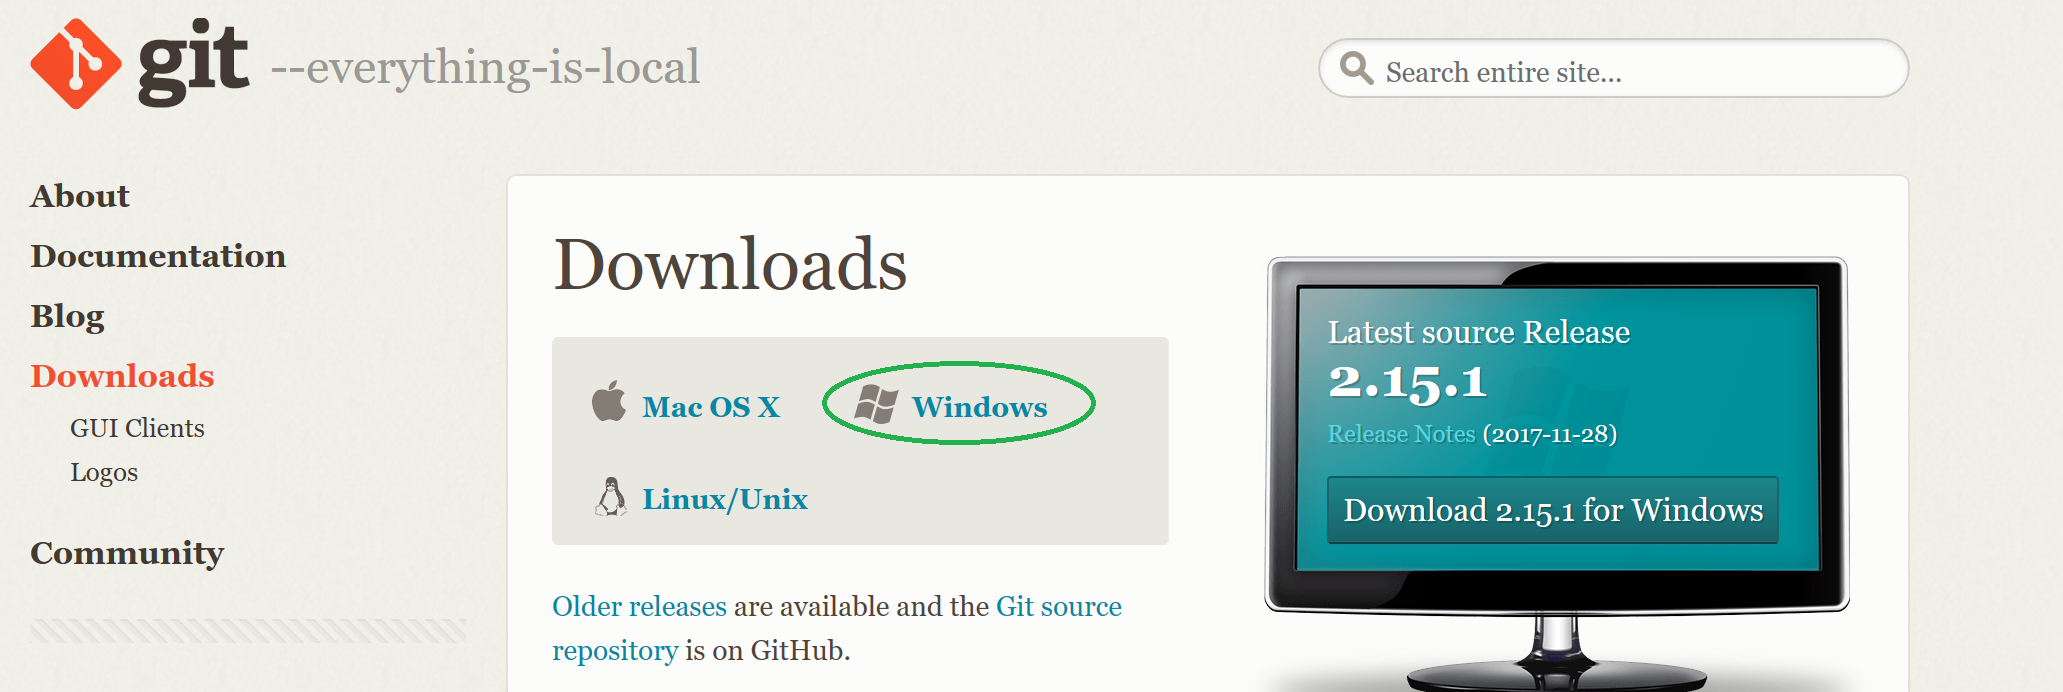 git --everything-is-local
Search entire site...
About
Documentation
Blog
Downloads
GUI Clients
Logos
Community
Downloads
Mac OS X
Windows
Linux/Unix
Older releases are available and the Git source
repository is on GitHub.
Latest source Release
2.15.1
Release Notes (2017-11-28)
Download 2.15.1 for Windows